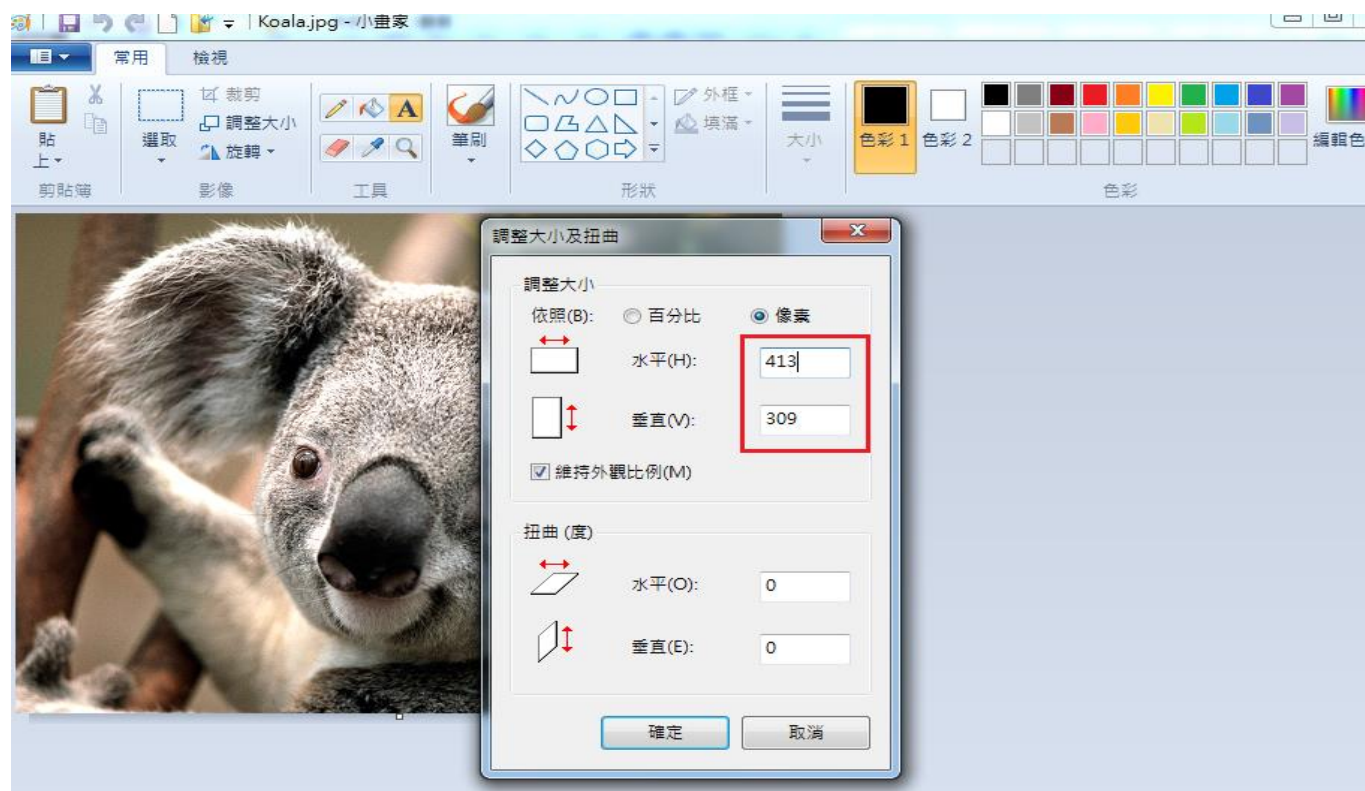 Koala.jpg - 小畫家
常用 檢視
貼上
選取
裁剪
調整大小
旋轉
A
筆刷
外框
填滿
大小
色彩 1
色彩 2
編輯色
剪貼簿 影像 工具 形狀 色彩
調整大小及扭曲
調整大小
依照(B): 百分比 像素
水平(H): 413
垂直(V): 309
維持外觀比例(M)
扭曲 (度)
水平(O): 0
垂直(E): 0
確定 取消